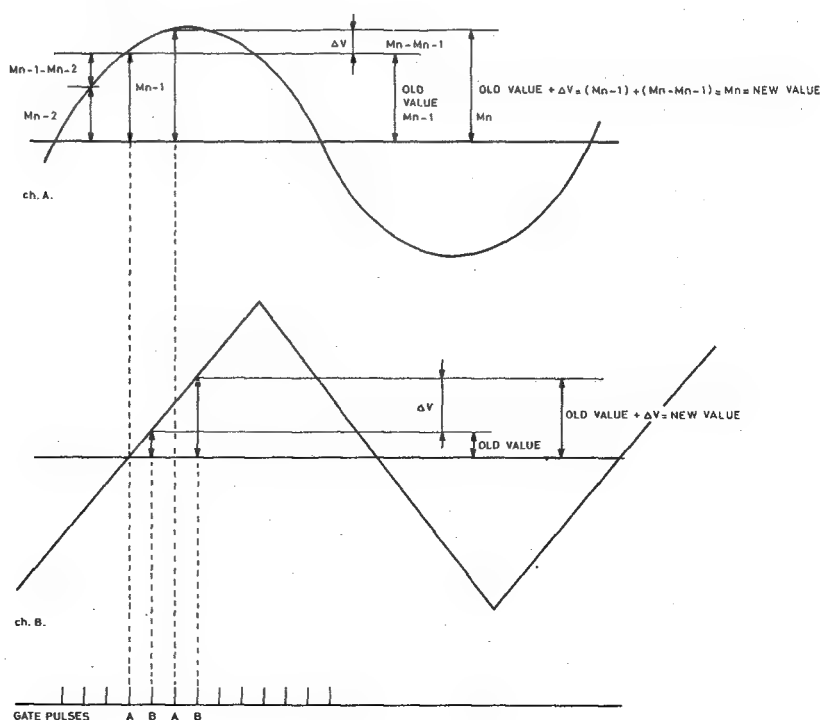 ΔV
Mn-Mn-1
Mn-1-Mn-2
Mn-1
OLD
VALUE
Mn-1
OLD VALUE + ΔV = (Mn-1) + (Mn-Mn-1) = Mn = NEW VALUE
Mn-2
Mn
ch. A.
ΔV
OLD VALUE + ΔV = NEW VALUE
OLD VALUE
ch. B.
GATE PULSES A B A B